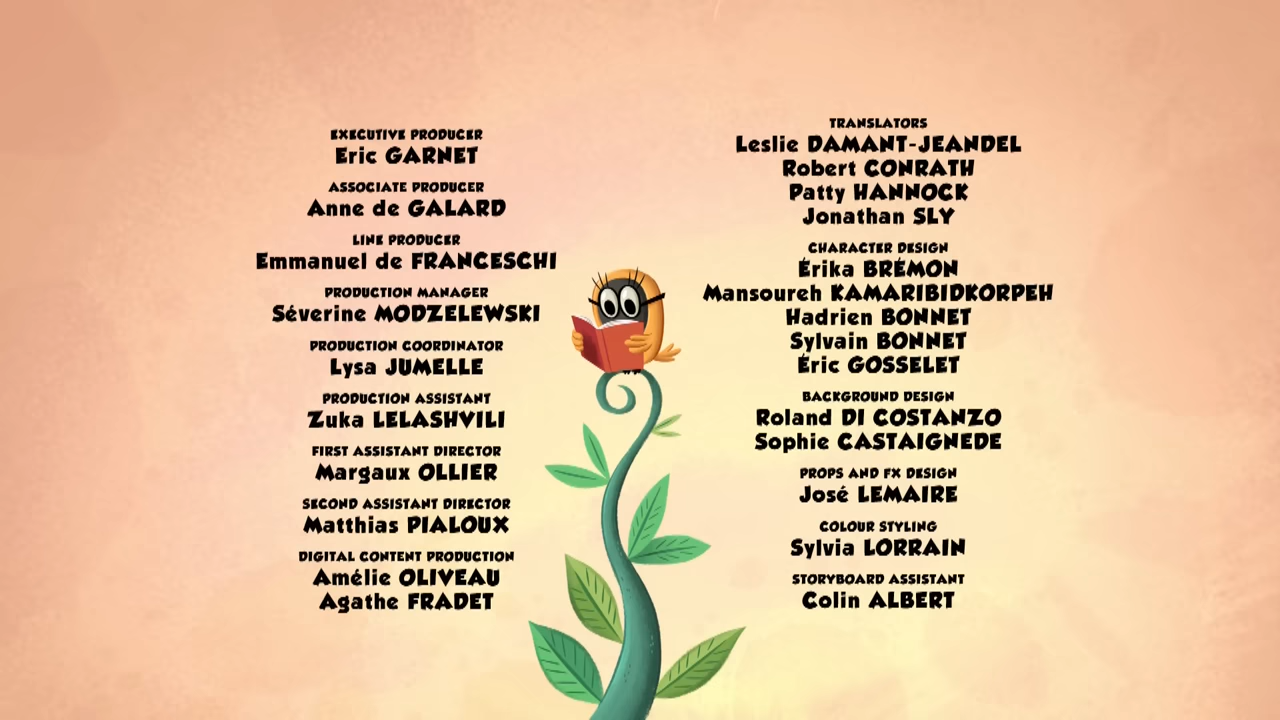 EXECUTIVE PRODUCER
Eric GARNET
ASSOCIATE PRODUCER
Anne de GALARD
LINE PRODUCER
Emmanuel de FRANCESCHI
PRODUCTION MANAGER
Séverine MODZELEWSKI
PRODUCTION COORDINATOR
Lysa JUMELLE
PRODUCTION ASSISTANT
Zuka LELASHVILI
FIRST ASSISTANT DIRECTOR
Margaux OLLIER
SECOND ASSISTANT DIRECTOR
Matthias PIALOUX
DIGITAL CONTENT PRODUCTION
Amélie OLIVEAU
Agathe FRADET
TRANSLATORS
Leslie DAMANT-JEANDEL
Robert CONRATH
Patty HANNOCK
Jonathan SLY
CHARACTER DESIGN
Érika BRÉMON
Mansoureh KAMARIBIDKORPEH
Hadrien BONNET
Sylvain BONNET
Éric GOSSELET
BACKGROUND DESIGN
Roland DI COSTANZO
Sophie CASTAIGNEDE
PROPS AND FX DESIGN
José LEMAIRE
COLOUR STYLING
Sylvia LORRAIN
STORYBOARD ASSISTANT
Colin ALBERT